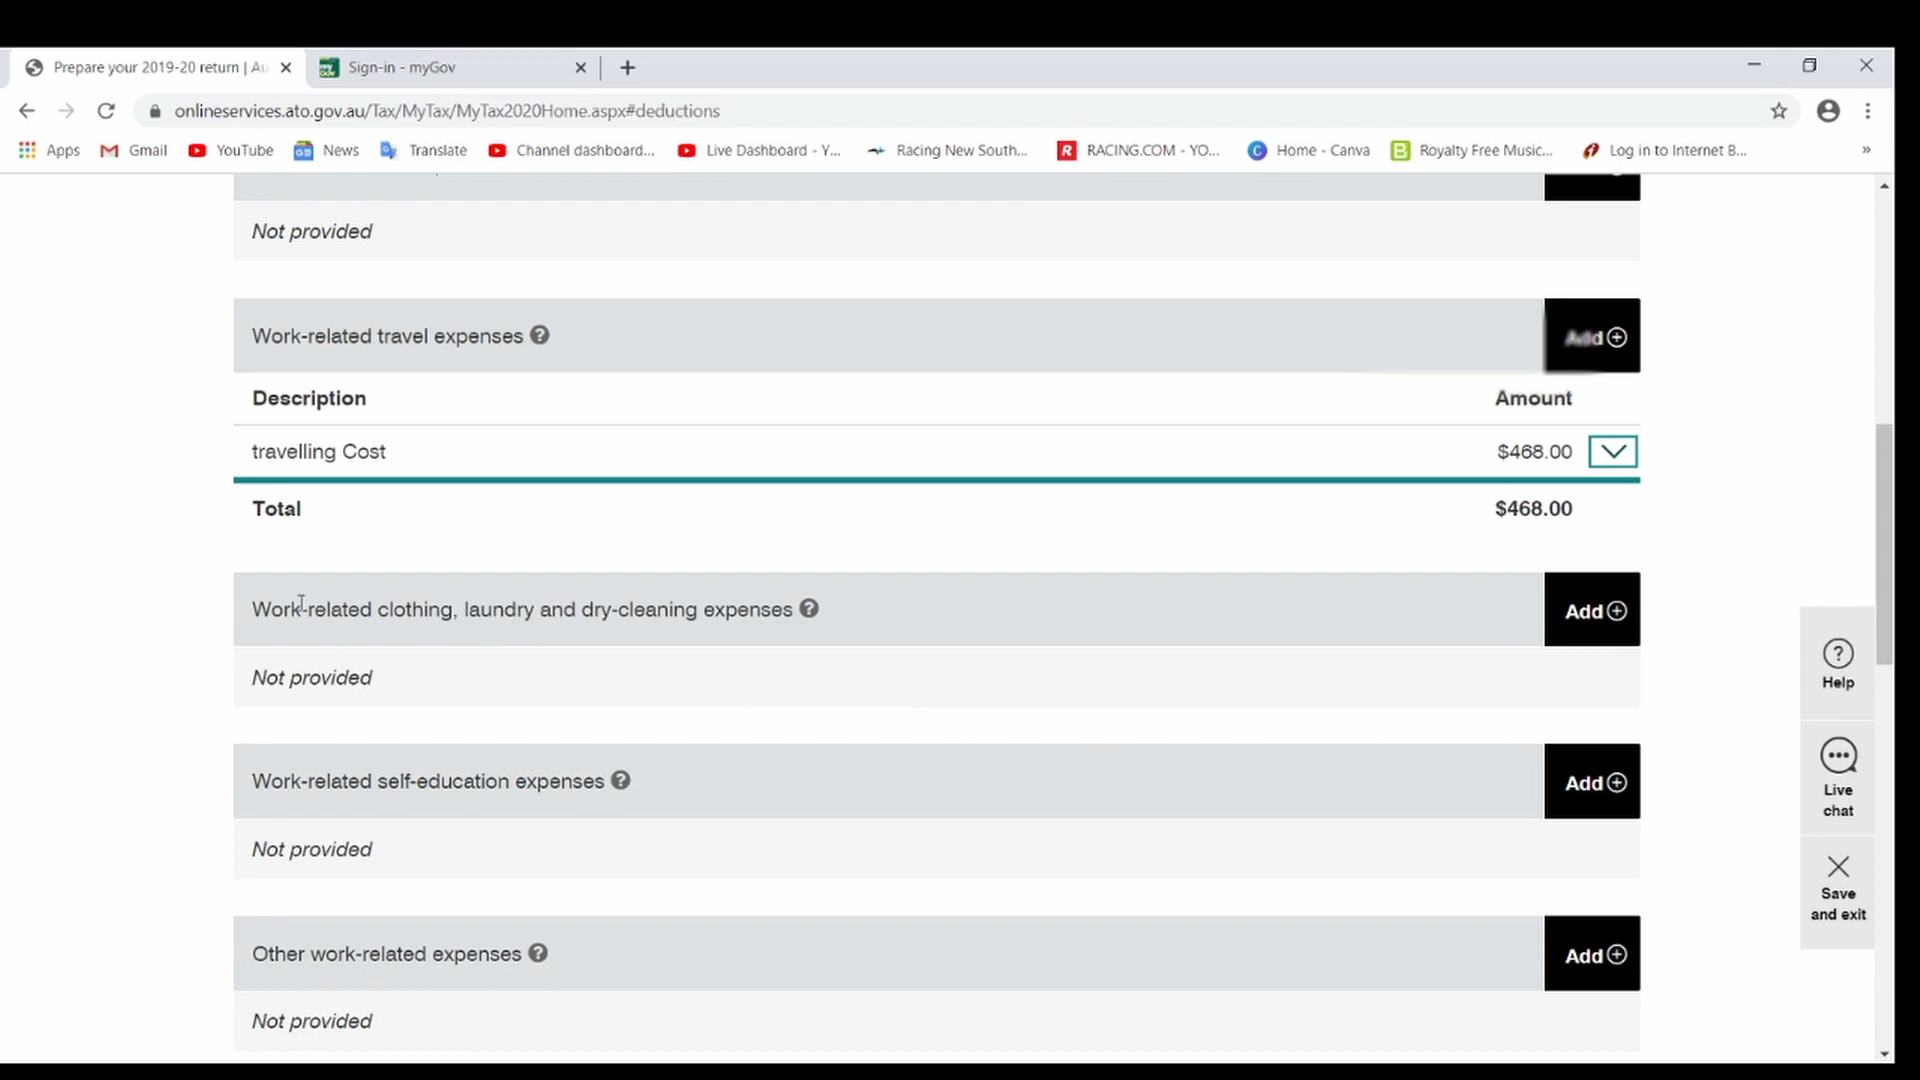 Prepare your 2019-20 return | Au
Sign-in - myGov
onlineservices.ato.gov.au/Tax/MyTax/MyTax2020Home.aspx#deductions
Apps Gmail YouTube News Translate Channel dashboard... Live Dashboard - Y... Racing New South... RACING.COM - YO... Home - Canva Royalty Free Music... Log in to Internet B... »
Not provided
Work-related travel expenses
Add
Description Amount
travelling Cost $468.00
Total $468.00
Work-related clothing, laundry and dry-cleaning expenses
Add
Not provided
Work-related self-education expenses
Add
Not provided
Other work-related expenses
Add
Not provided
Help
Live
chat
Save
and exit